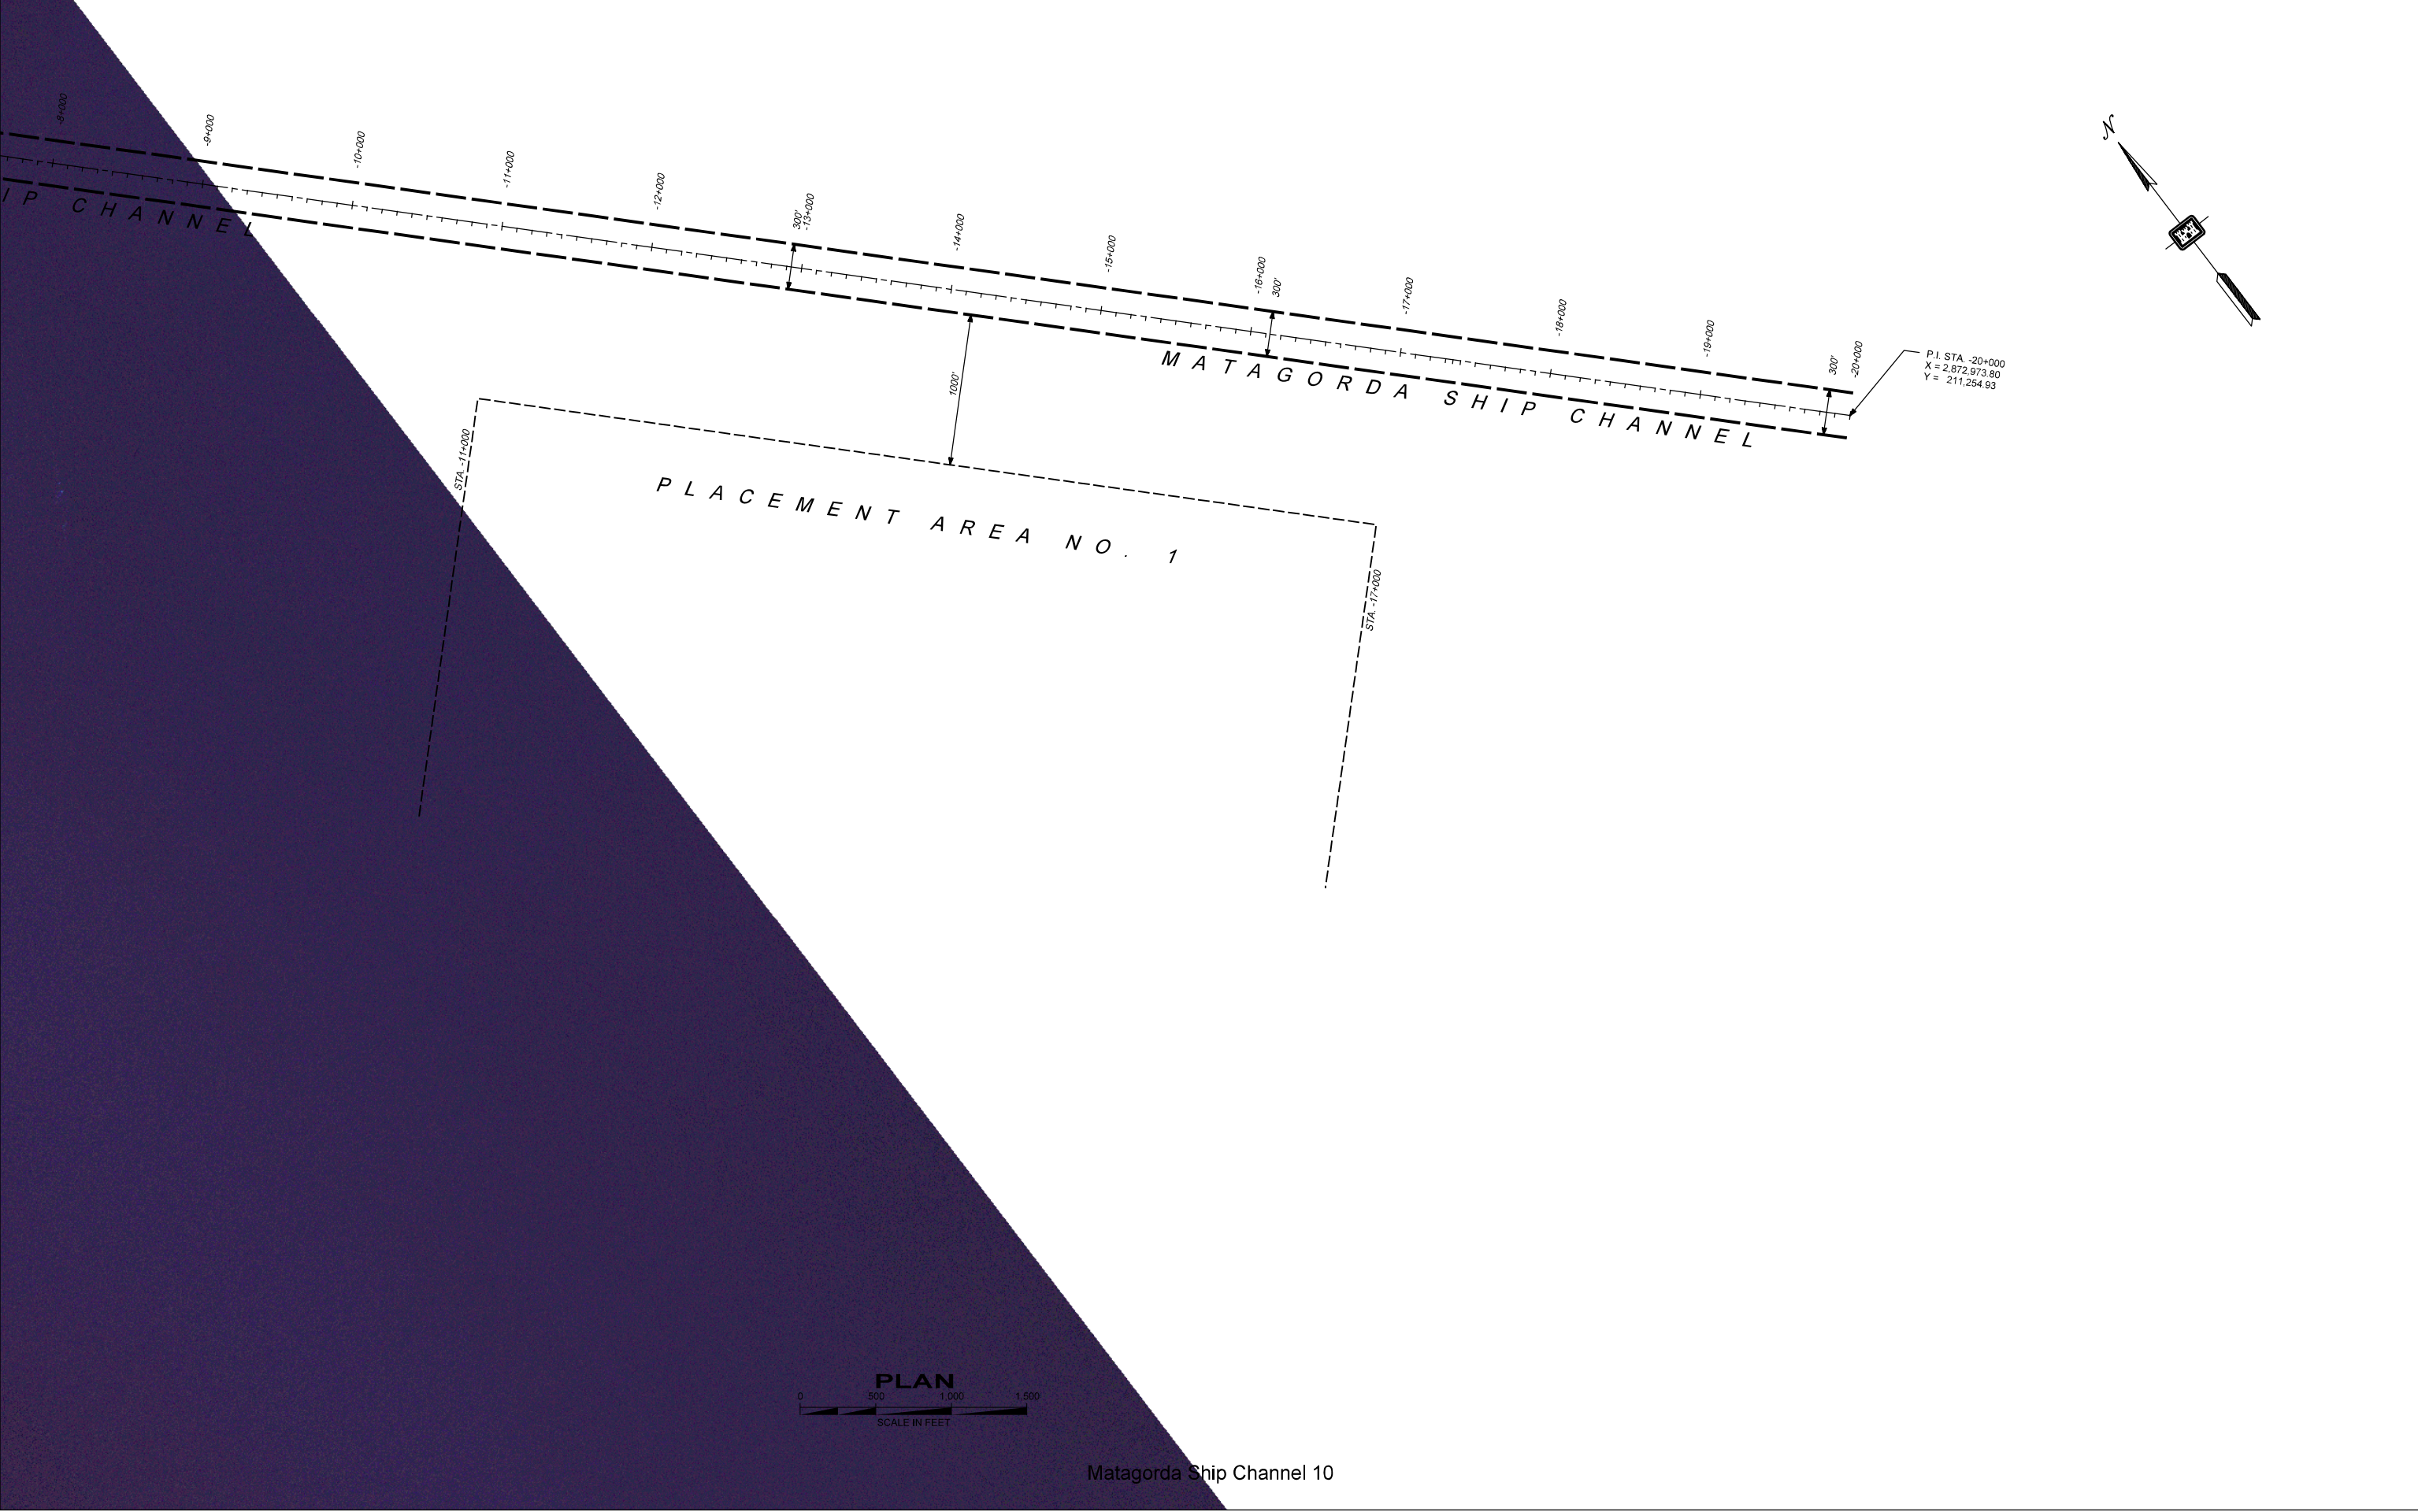 -8+000
-9+000
-10+000
-11+000
-12+000
300'
-13+000
-14+000
-15+000
-16+000
300'
-17+000
-18+000
-19+000
300'
-20+000
N
P.I. STA. -20+000
X = 2,872,973.80
Y = 211,254.93
IP CHANNEL
MATAGORDA SHIP CHANNEL
1000'
STA. -11+000
PLACEMENT AREA NO. 1
STA. -17+000
PLAN
0 500 1,000 1,500
SCALE IN FEET
Matagorda Ship Channel 10